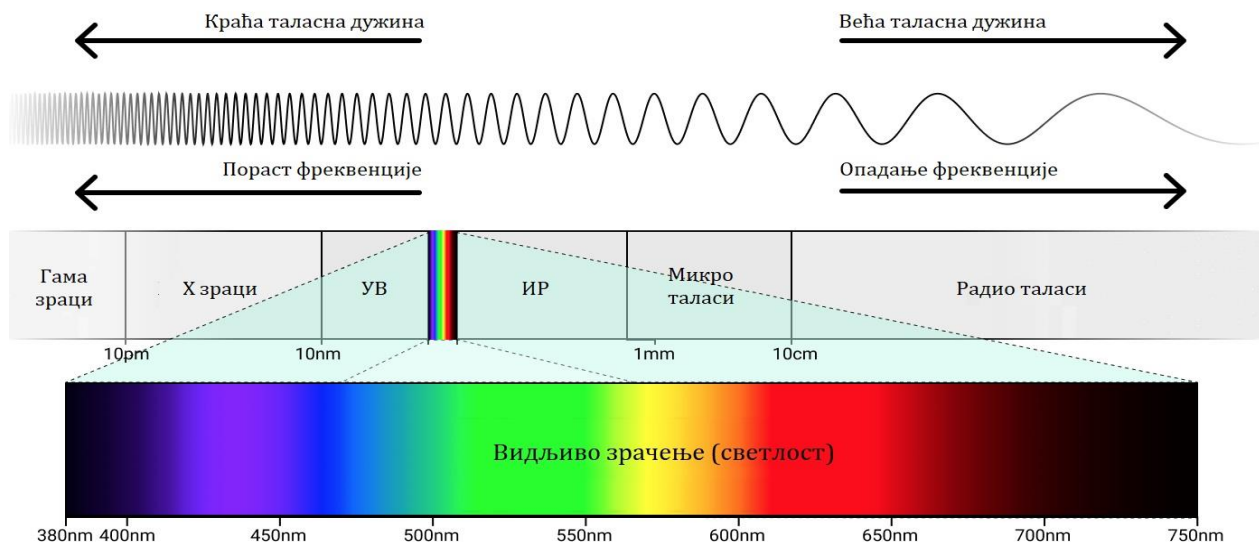 Краћа таласна дужина
Већа таласна дужина
Пораст фреквенције
Опадање фреквенције
Гама
зраци
Х зраци
УВ
ИР
Микро
таласи
Радио таласи
10pm
10nm
1mm
10cm
Видљиво зрачење (светлост)
380nm 400nm 450nm 500nm 550nm 600nm 650nm 700nm 750nm